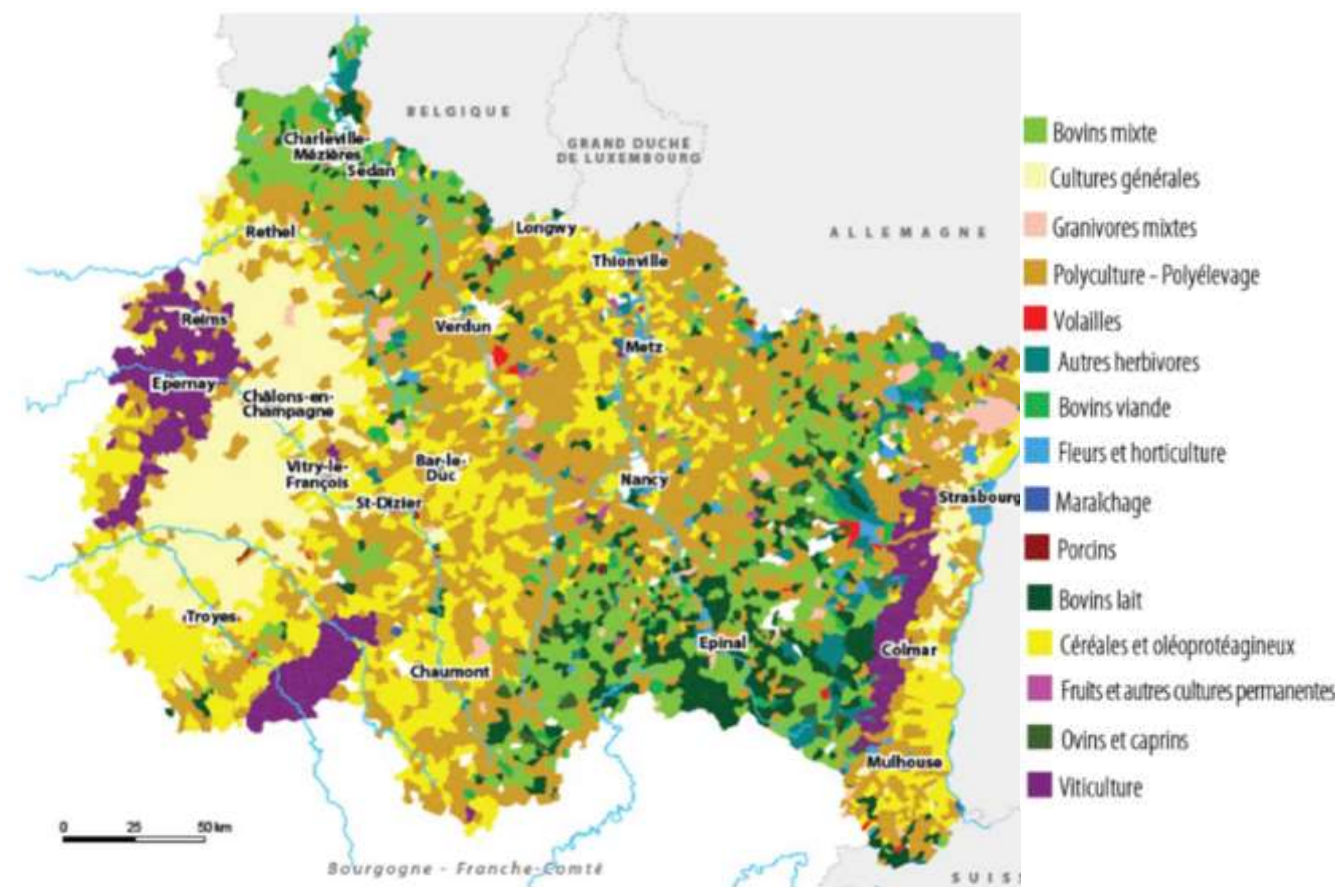 BELGIQUE
GRAND DUCHÉ
DE LUXEMBOURG
ALLEMAGNE
Charleville-
Mézières
Sedan
Rethel
Longwy
Thionville
Reims
Verdun
Metz
Epernay
Châlons-en-
Champagne
Vitry-le-
François
Bar-le-
Duc
St-Dizier
Nancy
Strasbourg
Troyes
Chaumont
Epinal
Colmar
Mulhouse
0 25 50 km
Bourgogne - Franche-Comté
SUISS
Bovins mixte
Cultures générales
Granivores mixtes
Polyculture - Polyélevage
Volailles
Autres herbivores
Bovins viande
Fleurs et horticulture
Maraîchage
Porcins
Bovins lait
Céréales et oléoprotéagineux
Fruits et autres cultures permanentes
Ovins et caprins
Viticulture